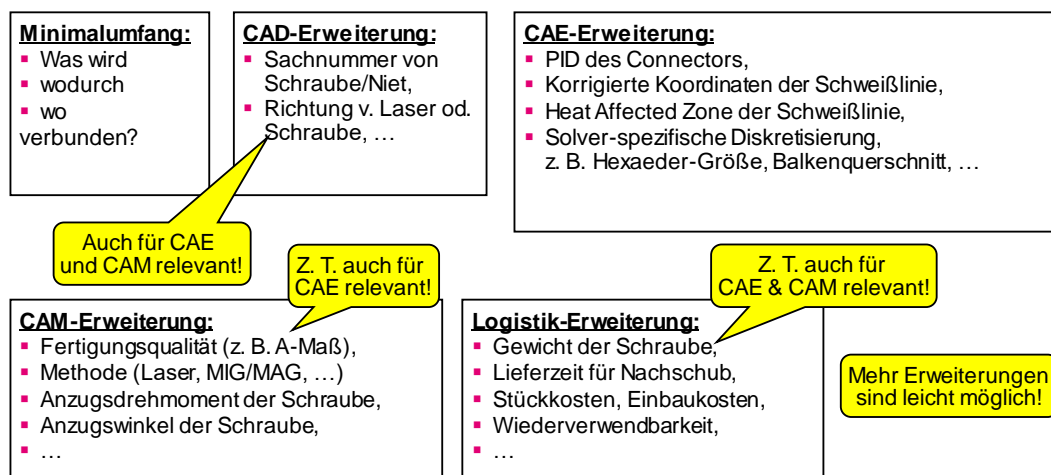 Minimalumfang:
▪ Was wird
▪ wodurch
▪ wo
verbunden?
CAD-Erweiterung:
▪ Sachnummer von
Schraube/Niet,
▪ Richtung v. Laser od.
Schraube, …
CAE-Erweiterung:
▪ PID des Connectors,
▪ Korrigierte Koordinaten der Schweißlinie,
▪ Heat Affected Zone der Schweißlinie,
▪ Solver-spezifische Diskretisierung,
z. B. Hexaeder-Größe, Balkenquerschnitt, …
Auch für CAE
und CAM relevant!
Z. T. auch für
CAE relevant!
Z. T. auch für
CAE & CAM relevant!
CAM-Erweiterung:
▪ Fertigungsqualität (z. B. A-Maß),
▪ Methode (Laser, MIG/MAG, …)
▪ Anzugsdrehmoment der Schraube,
▪ Anzugswinkel der Schraube,
▪ …
Logistik-Erweiterung:
▪ Gewicht der Schraube,
▪ Lieferzeit für Nachschub,
▪ Stückkosten, Einbaukosten,
▪ Wiederverwendbarkeit,
▪ …
Mehr Erweiterungen
sind leicht möglich!